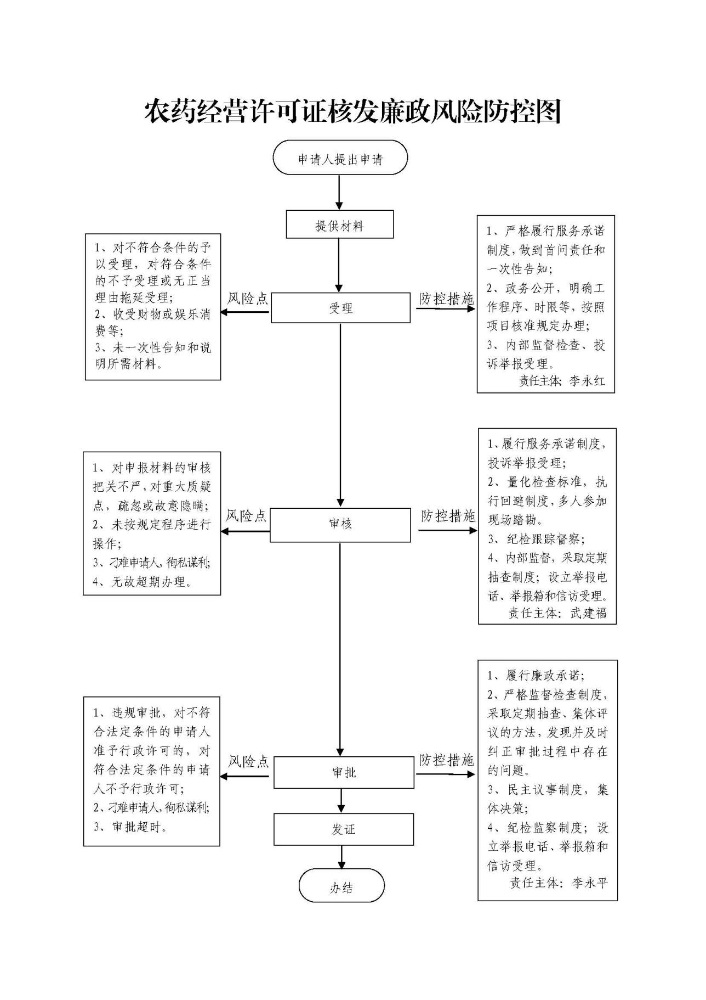 农药经营许可证核发廉政风险防控图
申请人提出申请
提供材料
1、对不符合条件的予
以受理，对符合条件
的不予受理或无正当
理由拖延受理；
2、收受财物或娱乐消
费等；
3、未一次性告知和说
明所需材料。
风险点
受理
防控措施
1、严格履行服务承诺
制度，做到首问责任和
一次性告知；
2、政务公开，明确工
作程序、时限等，按照
项目核准规定办理；
3、内部监督检查、投
诉举报受理。
责任主体：李永红
1、对申报材料的审核
把关不严，对重大质疑
点，疏忽或故意隐瞒；
2、未按规定程序进行
操作；
3、刁难申请人，徇私谋利；
4、无故超期办理。
风险点
审核
防控措施
1、履行服务承诺制度，
投诉举报受理；
2、量化检查标准，执
行回避制度，多人参加
现场踏勘。
3、纪检跟踪督察；
4、内部监督，采取定期
抽查制度；设立举报电
话、举报箱和信访受理。
责任主体：武建福
1、违规审批，对不符
合法定条件的申请人
准予行政许可的，对
符合法定条件的申请
人不予行政许可；
2、刁难申请人，徇私谋利；
3、审批超时。
风险点
审批
防控措施
1、履行廉政承诺；
2、严格监督检查制度，
采取定期抽查、集体评
议的方法，发现并及时
纠正审批过程中存在
的问题。
3、民主议事制度，集
体决策；
4、纪检监察制度；设
立举报电话、举报箱和
信访受理。
责任主体：李永平
发证
办结